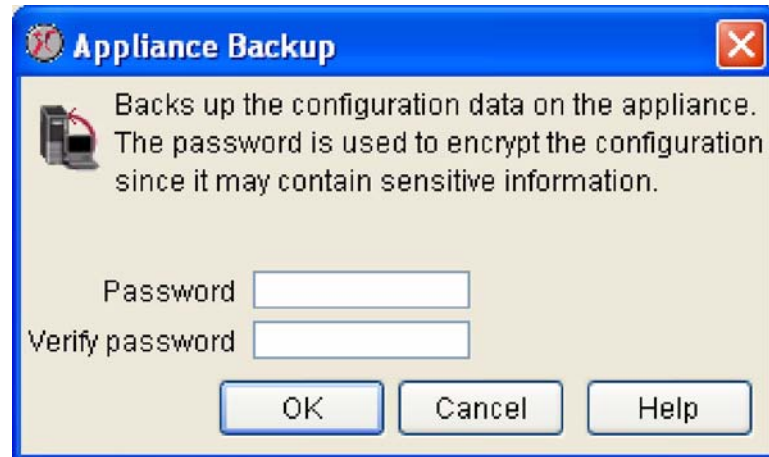 Appliance Backup
Backs up the configuration data on the appliance.
The password is used to encrypt the configuration
since it may contain sensitive information.
Password
Verify password
OK Cancel Help